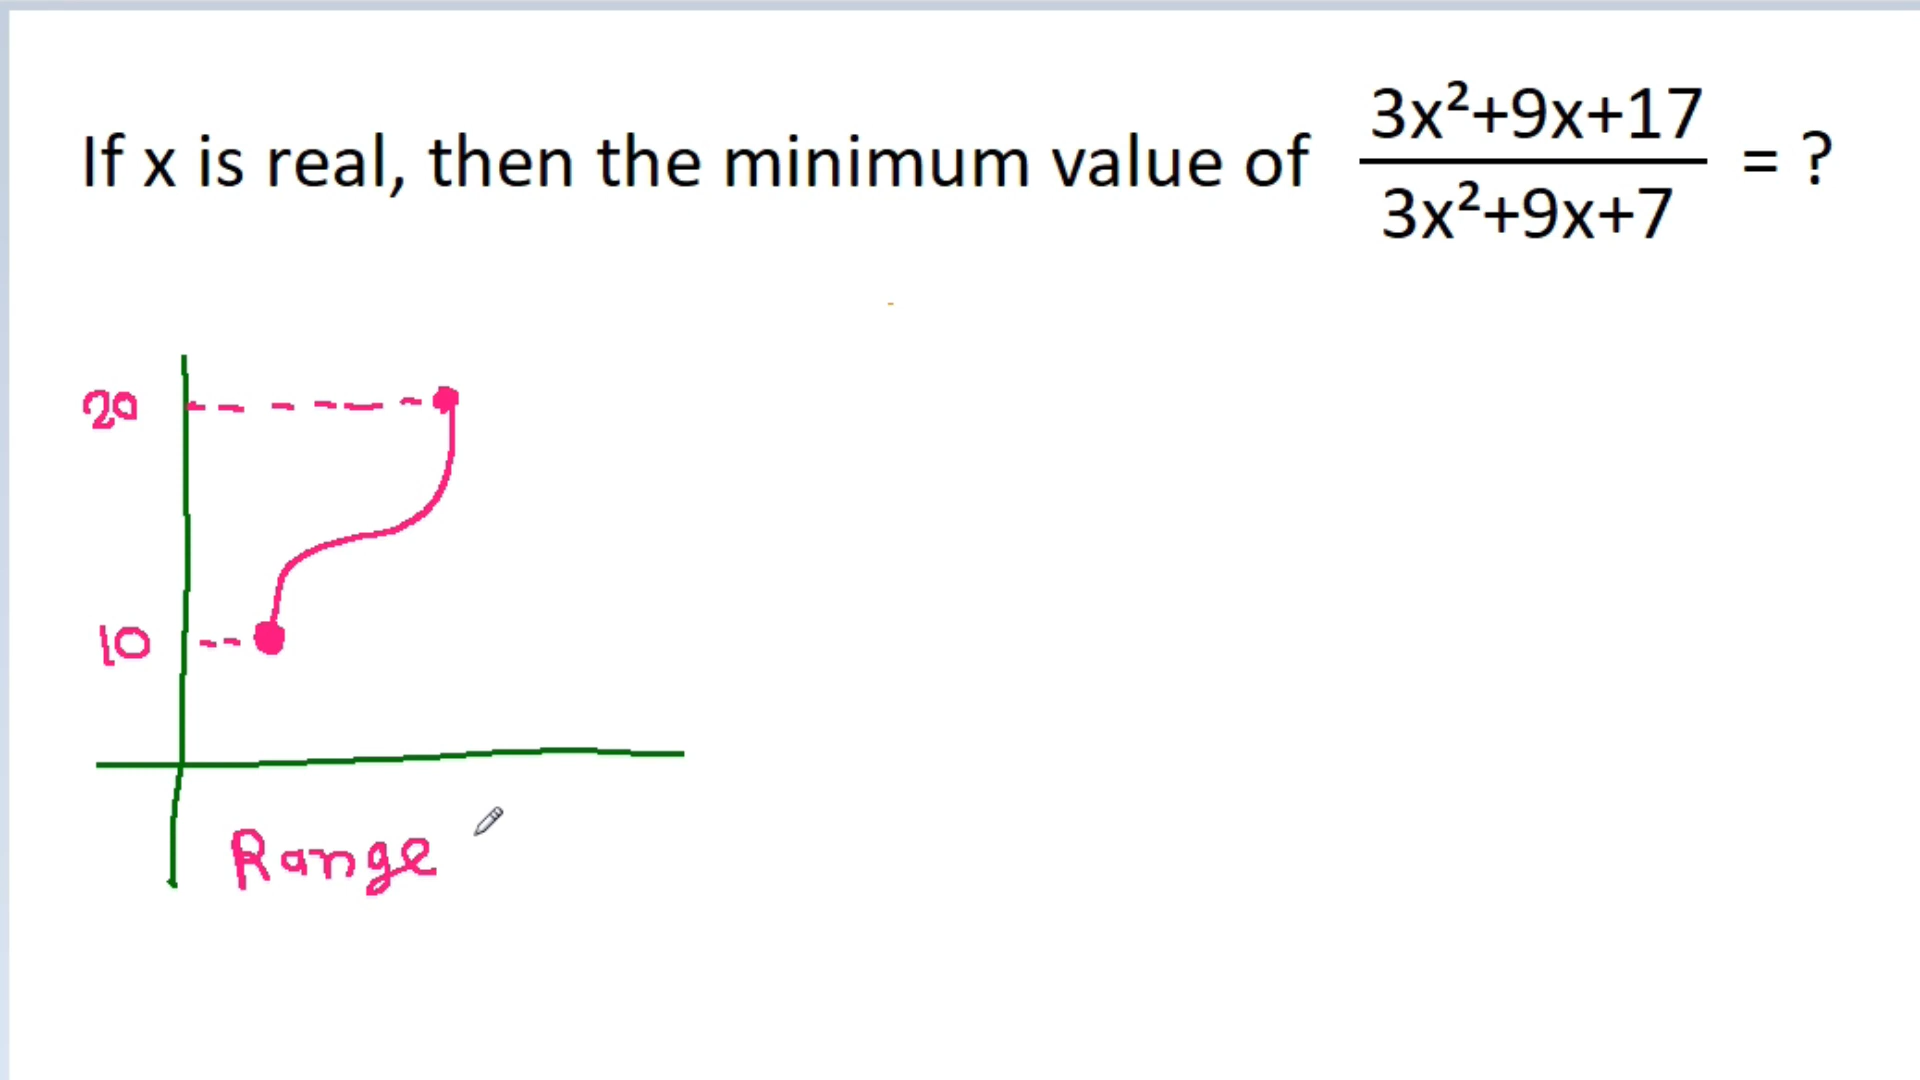 If x is real, then the minimum value of 3x²+9x+17 / 3x²+9x+7 = ?
20
10
Range